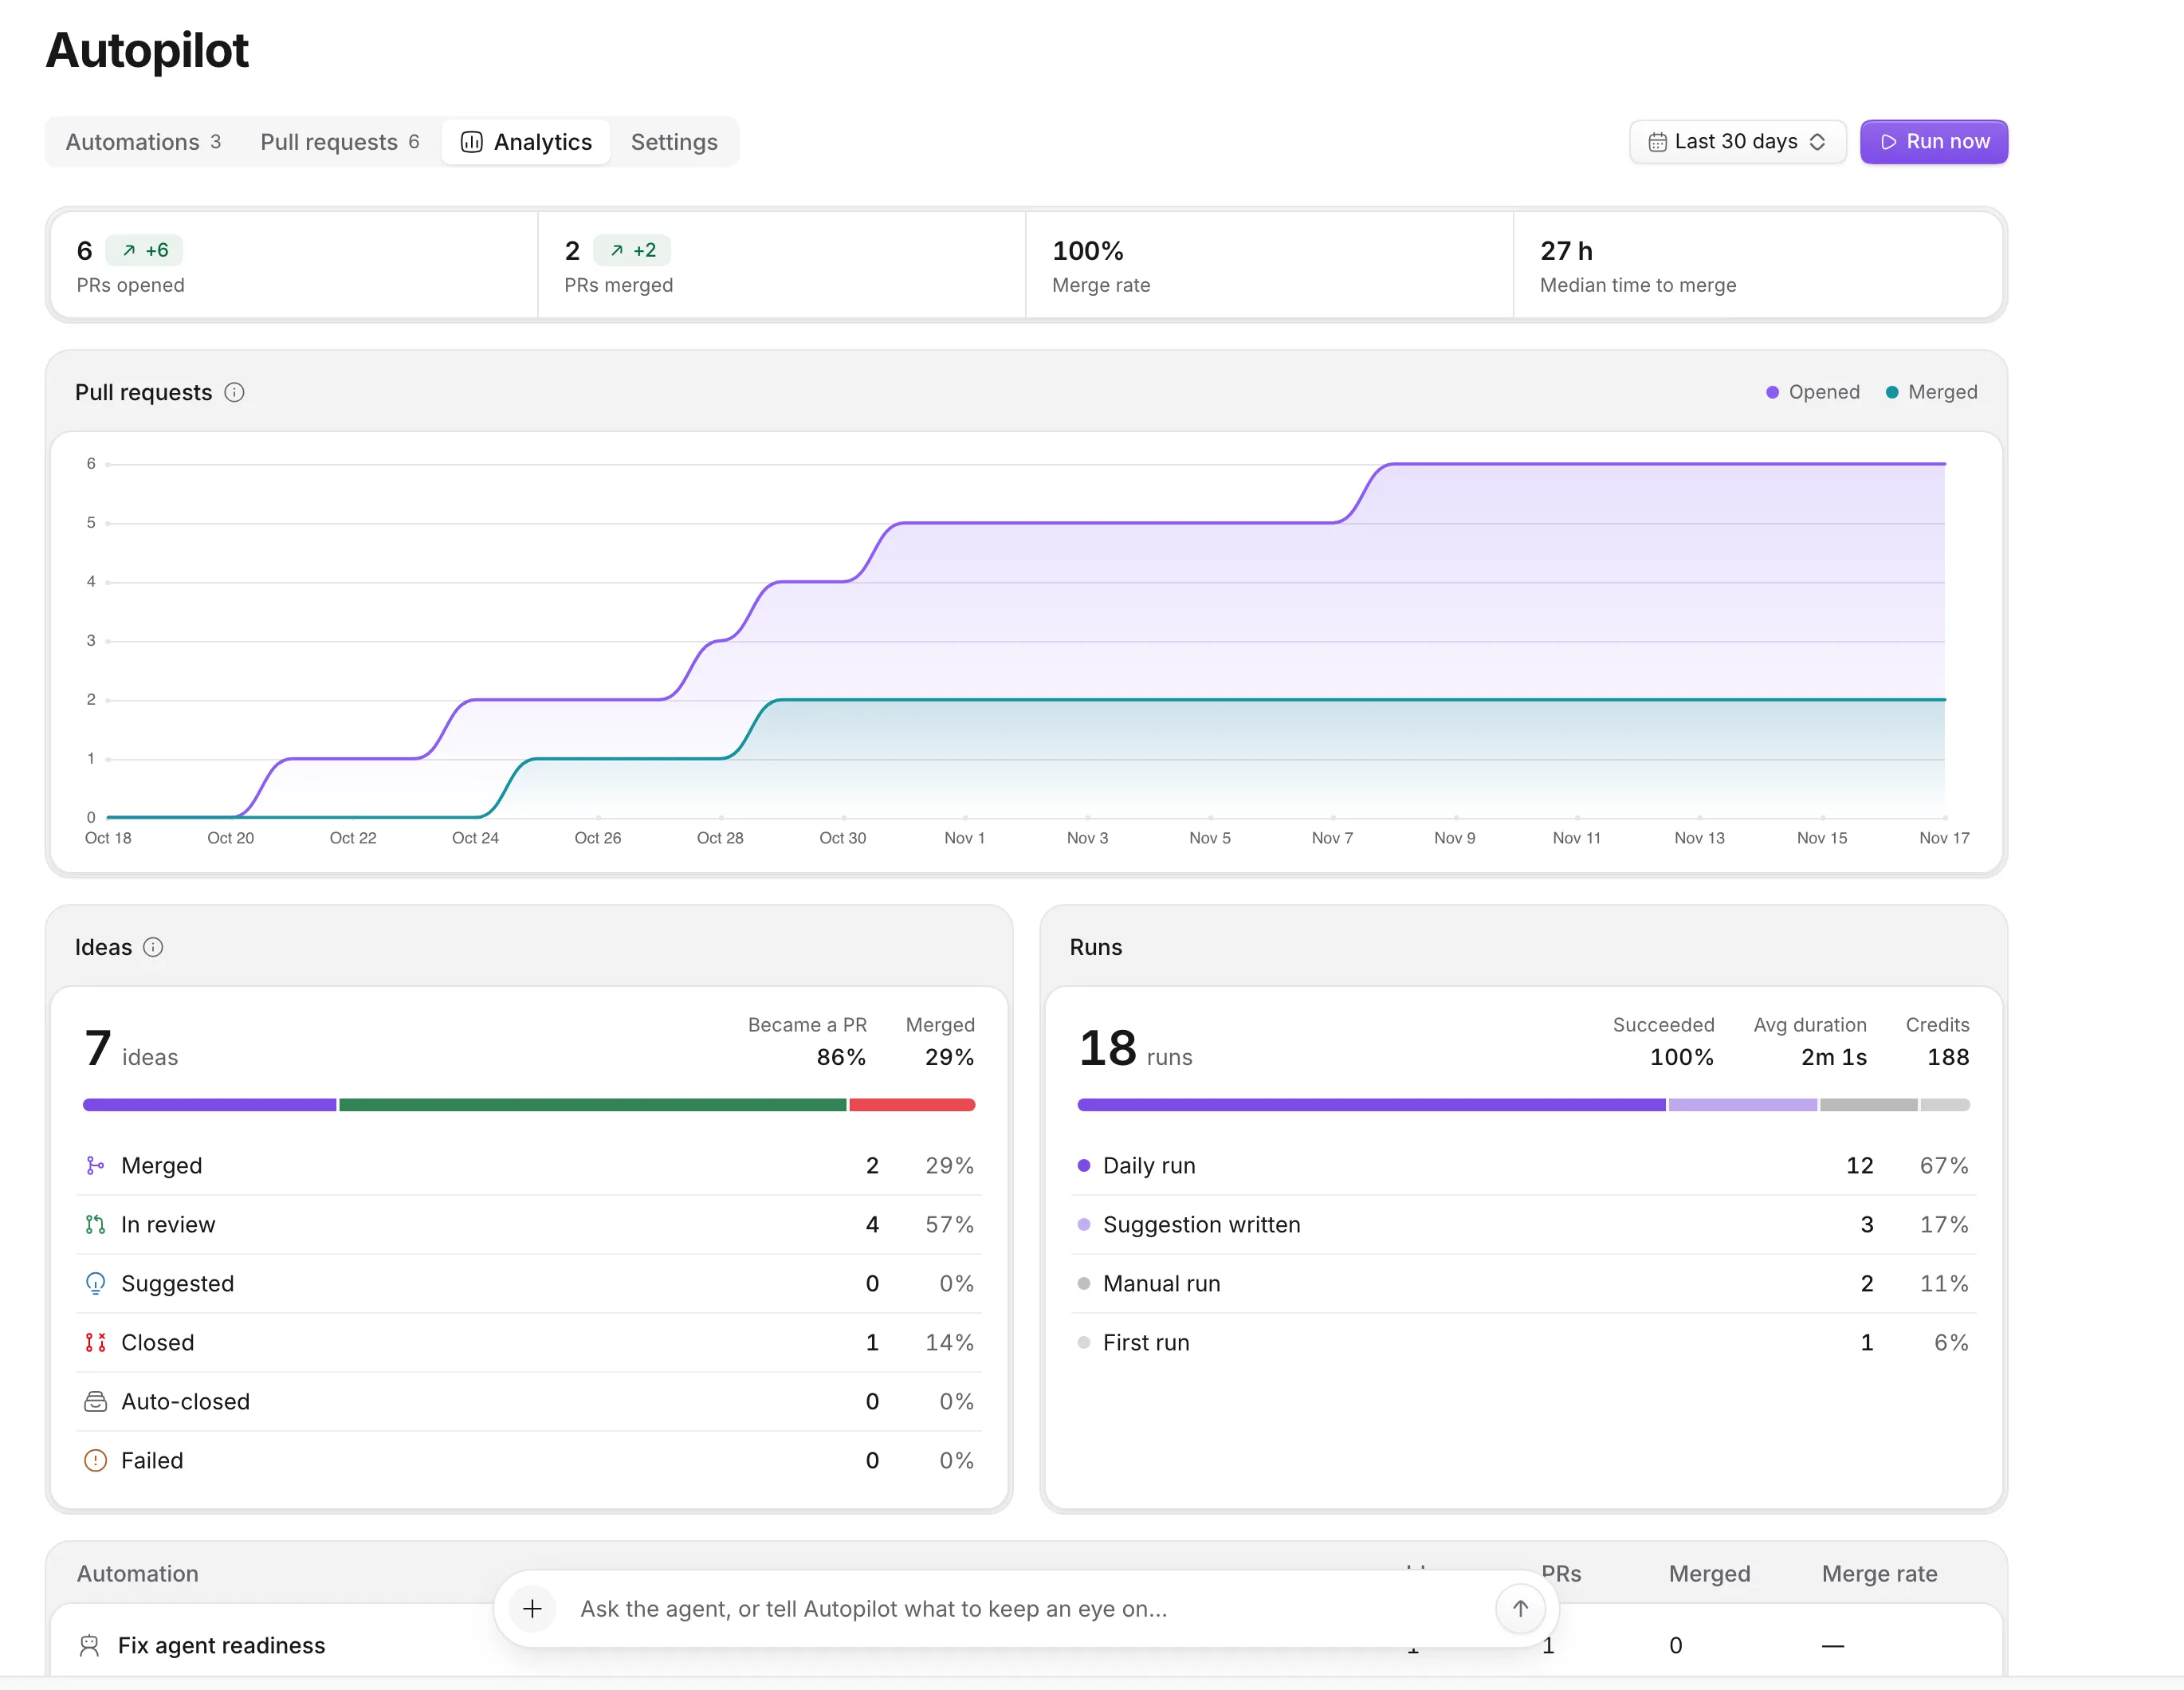 Autopilot
Automations 3 Pull requests 6 Analytics Settings Last 30 days Run now
6 +6 2 +2 100% 27 h
PRs opened PRs merged Merge rate Median time to merge
Pull requests Opened Merged
6
5
4
3
2
1
0
Oct 18 Oct 20 Oct 22 Oct 24 Oct 26 Oct 28 Oct 30 Nov 1 Nov 3 Nov 5 Nov 7 Nov 9 Nov 11 Nov 13 Nov 15 Nov 17
Ideas
Became a PR Merged
7 ideas 86% 29%
Merged 2 29%
In review 4 57%
Suggested 0 0%
Closed 1 14%
Auto-closed 0 0%
Failed 0 0%
Runs
Succeeded Avg duration Credits
18 runs 100% 2m 1s 188
Daily run 12 67%
Suggestion written 3 17%
Manual run 2 11%
First run 1 6%
Automation PRs Merged Merge rate
Ask the agent, or tell Autopilot what to keep an eye on...
Fix agent readiness 1 0 —